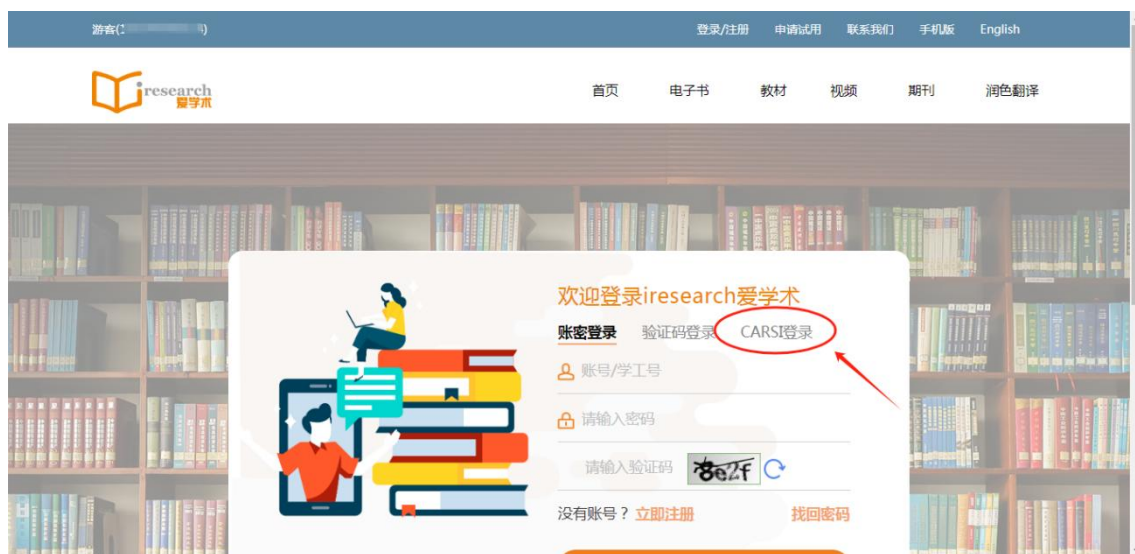 游客(
登录/注册 申请试用 联系我们 手机版 English
iresearch
爱学术
首页 电子书 教材 视频 期刊 润色翻译
欢迎登录iresearch爱学术
账密登录 验证码登录 CARSI登录
账号/学工号
请输入密码
请输入验证码 8e2f
没有账号？立即注册 找回密码